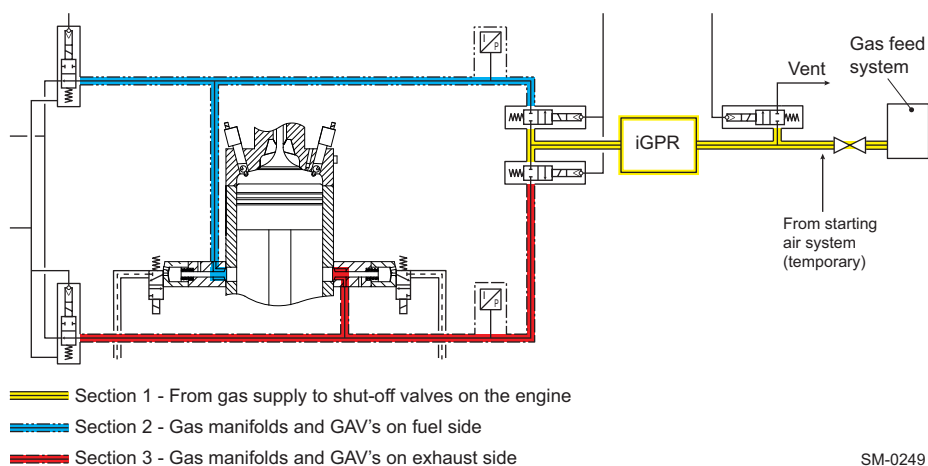 Gas feed
system
Vent
I
P
iGPR
From starting
air system
(temporary)
I
P
Section 1 - From gas supply to shut-off valves on the engine
Section 2 - Gas manifolds and GAV's on fuel side
Section 3 - Gas manifolds and GAV's on exhaust side
SM-0249